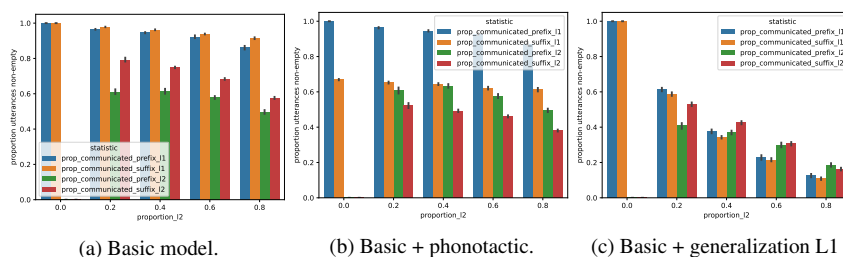 1.0
0.8
0.6
0.4
0.2
0.0
proportion utterances non-empty
statistic
prop_communicated_prefix_l1
prop_communicated_suffix_l1
prop_communicated_prefix_l2
prop_communicated_suffix_l2
0.0 0.2 0.4 0.6 0.8
proportion_l2
(a) Basic model.
1.0
0.8
0.6
0.4
0.2
0.0
proportion utterances non-empty
statistic
prop_communicated_prefix_l1
prop_communicated_suffix_l1
prop_communicated_prefix_l2
prop_communicated_suffix_l2
0.0 0.2 0.4 0.6 0.8
proportion_l2
(b) Basic + phonotactic.
1.0
0.8
0.6
0.4
0.2
0.0
proportion utterances non-empty
statistic
prop_communicated_prefix_l1
prop_communicated_suffix_l1
prop_communicated_prefix_l2
prop_communicated_suffix_l2
0.0 0.2 0.4 0.6 0.8
proportion_l2
(c) Basic + generalization L1